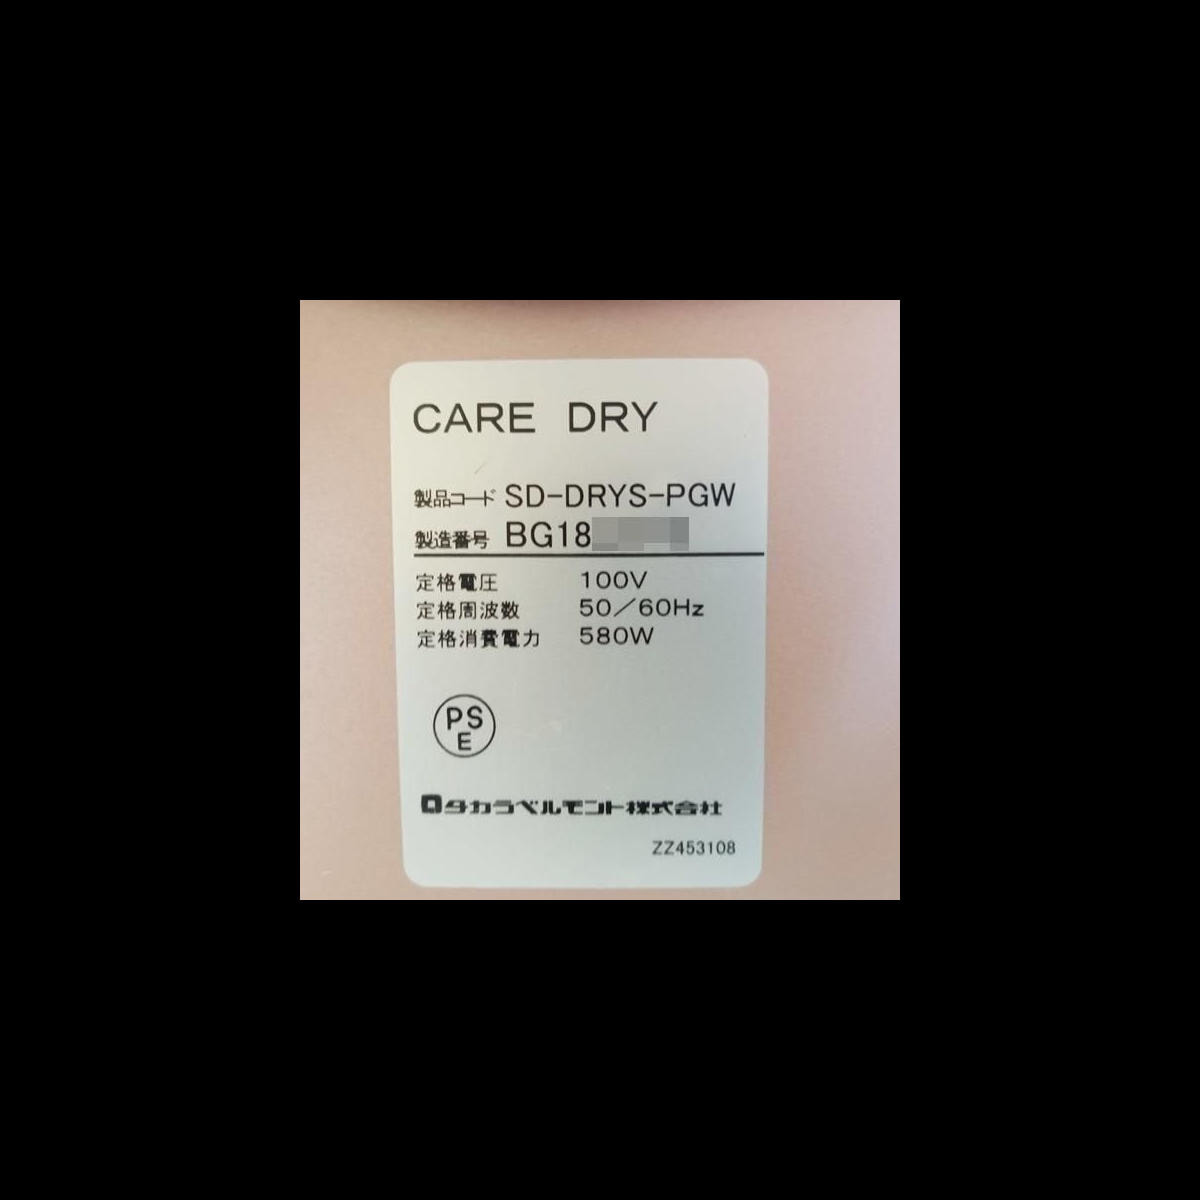 CARE DRY
製品コード SD-DRYS-PGW
製造番号 BG18
定格電圧 100V
定格周波数 50/60Hz
定格消費電力 580W
PS
E
タカラベルモント株式会社
ZZ453108